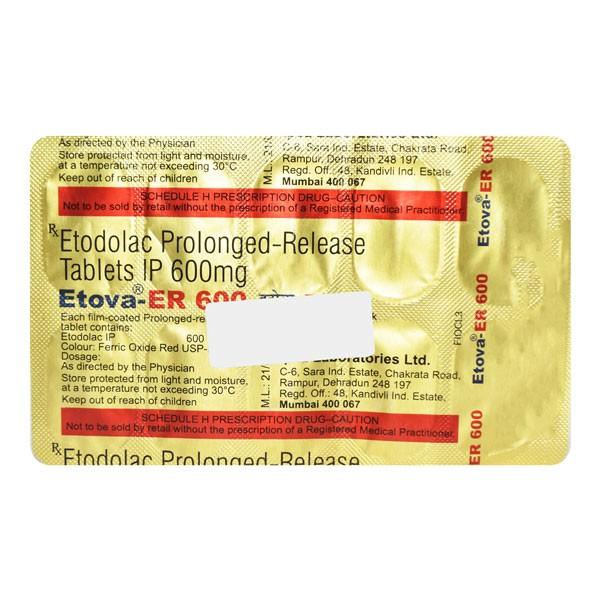 As directed by the Physician
Store protected from light and moisture,
at a temperature not exceeding 30°C
Keep out of reach of children
M.L.: 21/
C-6, Sara Ind. Estate, Chakrata Road,
Rampur, Dehradun 248 197
Regd. Off.: 48, Kandivli Ind. Estate,
Mumbai 400 067
SCHEDULE H PRESCRIPTION DRUG–CAUTION
Not to be sold by retail without the prescription of a Registered Medical Practitioner.
Rx Etodolac Prolonged-Release
Tablets IP 600mg
Etova®-ER 600
Each film-coated Prolonged-re
tablet contains:
Etodolac IP 600
Colour: Ferric Oxide Red USP-
Dosage:
As directed by the Physician
Store protected from light and moisture,
at a temperature not exceeding 30°C
Keep out of reach of children
M.L.: 21/
Laboratories Ltd.
C-6, Sara Ind. Estate, Chakrata Road,
Rampur, Dehradun 248 197
Regd. Off.: 48, Kandivli Ind. Estate,
Mumbai 400 067
SCHEDULE H PRESCRIPTION DRUG–CAUTION
Not to be sold by retail without the prescription of a Registered Medical Practitioner.
Rx Etodolac Prolonged-Release
Etova®-ER 600
Etova®-ER 600
ER 600